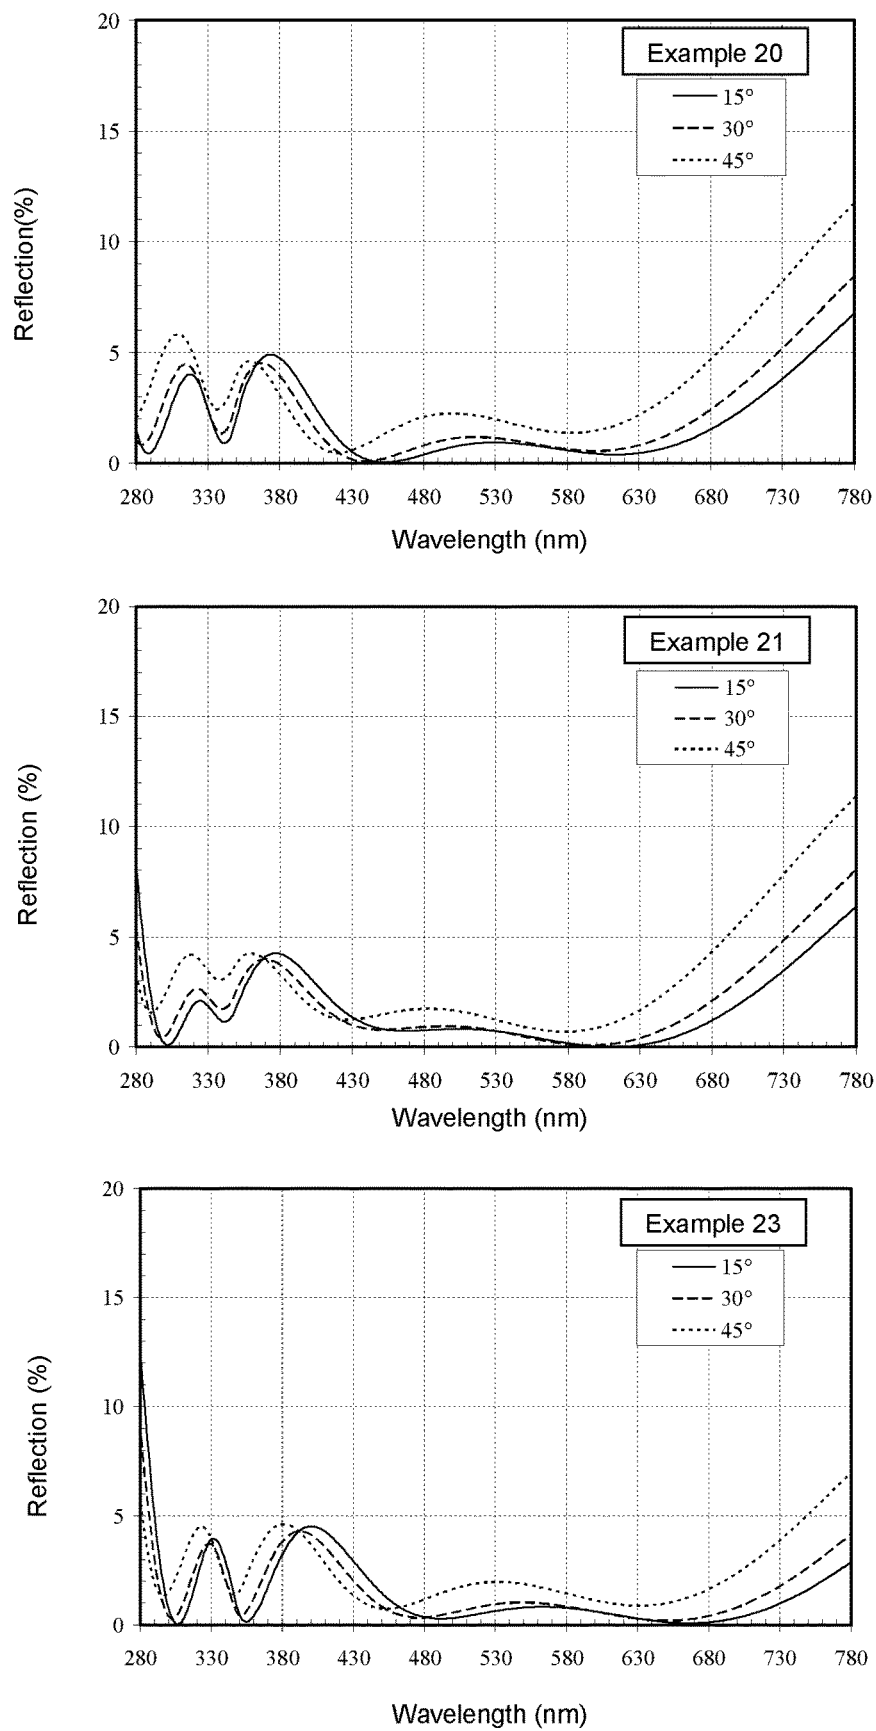 20
Example 20
15°
30°
45°
15
10
5
0
Reflection(%)
280 330 380 430 480 530 580 630 680 730 780
Wavelength (nm)
20
Example 21
15°
30°
45°
15
10
5
0
Reflection (%)
280 330 380 430 480 530 580 630 680 730 780
Wavelength (nm)
20
Example 23
15°
30°
45°
15
10
5
0
Reflection (%)
280 330 380 430 480 530 580 630 680 730 780
Wavelength (nm)